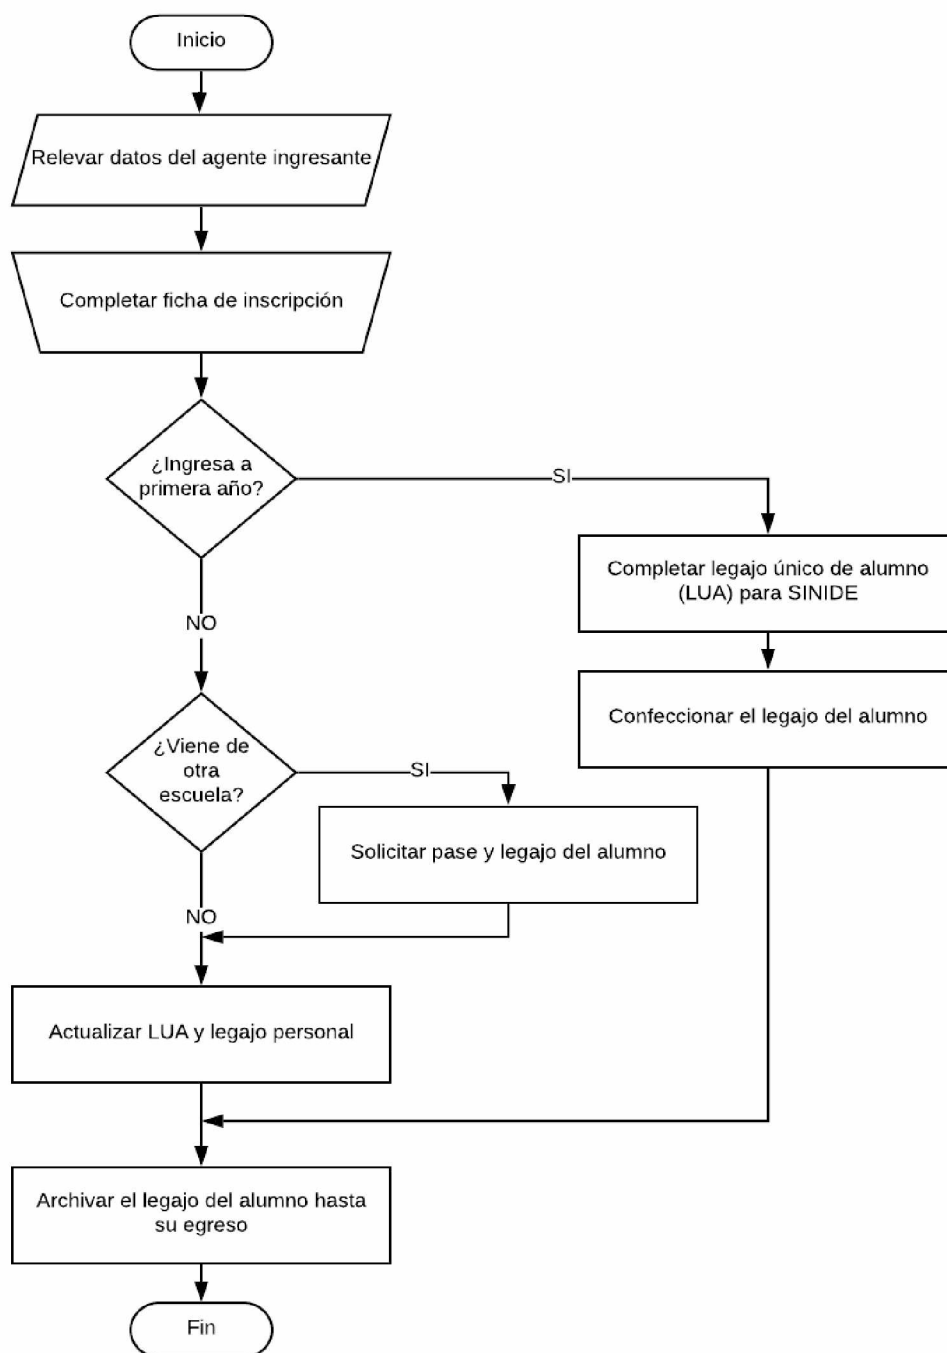 Inicio
Relevar datos del agente ingresante
Completar ficha de inscripción
¿Ingresa a
primera año?
SI
Completar legajo único de alumno
(LUA) para SINIDE
NO
Confeccionar el legajo del alumno
¿Viene de
otra
escuela?
SI
Solicitar pase y legajo del alumno
NO
Actualizar LUA y legajo personal
Archivar el legajo del alumno hasta
su egreso
Fin